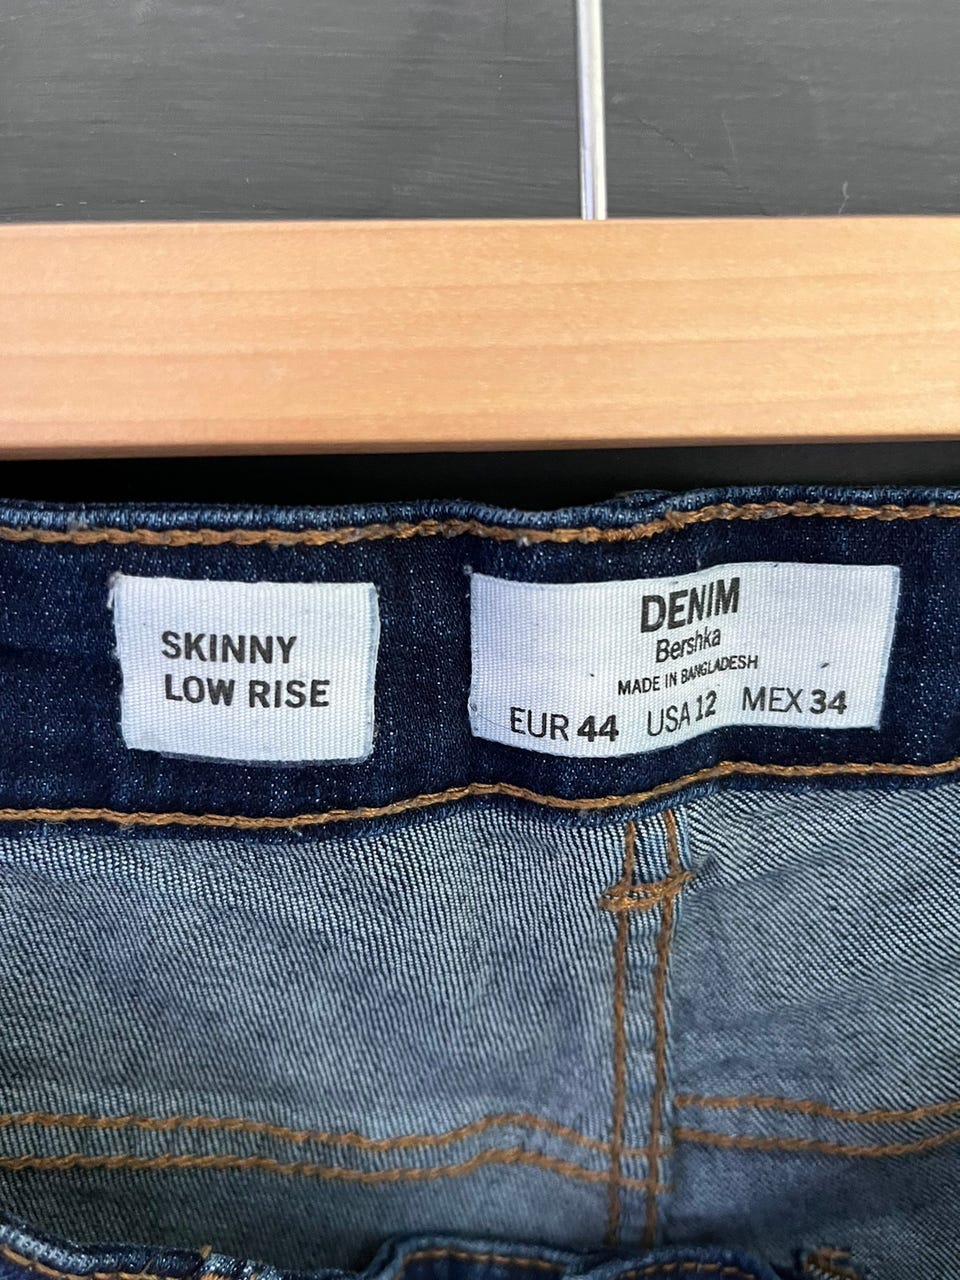 SKINNY
LOW RISE
DENIM
Bershka
MADE IN BANGLADESH
EUR 44 USA 12 MEX 34